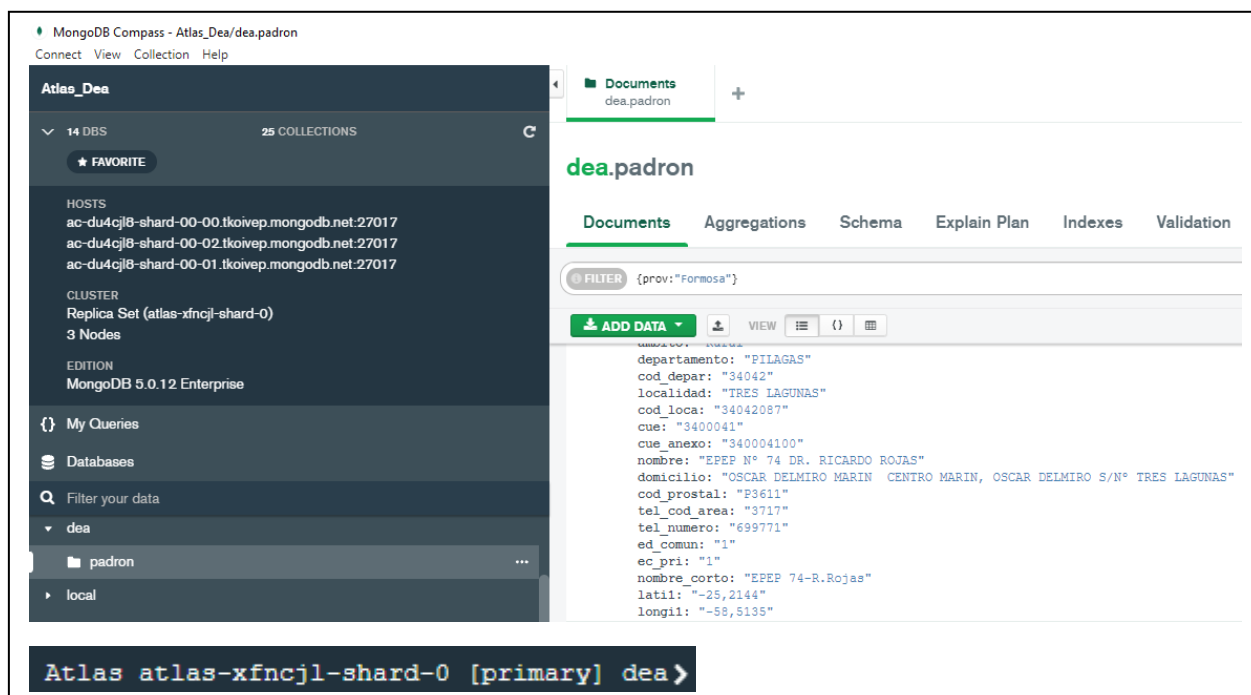 MongoDB Compass - Atlas_Dea/dea.padron
Connect View Collection Help
Atlas_Dea
14 DBS 25 COLLECTIONS
★ FAVORITE
HOSTS
ac-du4cjl8-shard-00-00.tkoivep.mongodb.net:27017
ac-du4cjl8-shard-00-02.tkoivep.mongodb.net:27017
ac-du4cjl8-shard-00-01.tkoivep.mongodb.net:27017
CLUSTER
Replica Set (atlas-xfncjl-shard-0)
3 Nodes
EDITION
MongoDB 5.0.12 Enterprise
{} My Queries
Databases
Filter your data
dea
padron
...
local
Documents
dea.padron
+
dea.padron
Documents Aggregations Schema Explain Plan Indexes Validation
FILTER {prov:"Formosa"}
ADD DATA VIEW {}
ambito: "Rural"
departamento: "PILAGAS"
cod_depar: "34042"
localidad: "TRES LAGUNAS"
cod_loca: "34042087"
cue: "3400041"
cue_anexo: "340004100"
nombre: "EPEP Nº 74 DR. RICARDO ROJAS"
domicilio: "OSCAR DELMIRO MARIN CENTRO MARIN, OSCAR DELMIRO S/Nº TRES LAGUNAS"
cod_prostal: "P3611"
tel_cod_area: "3717"
tel_numero: "699771"
ed_comun: "1"
ec_pri: "1"
nombre_corto: "EPEP 74-R.Rojas"
lati1: "-25,2144"
longi1: "-58,5135"
Atlas atlas-xfncjl-shard-0 [primary] dea❯